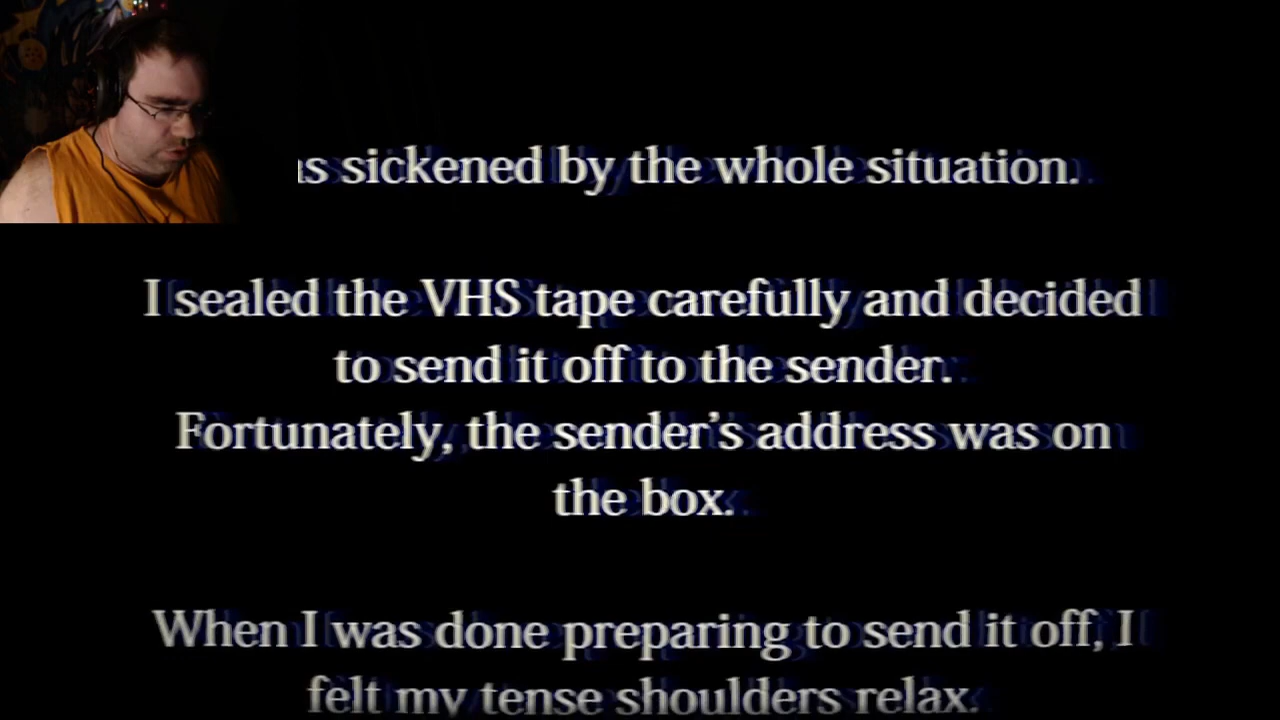 sickened by the whole situation.
I sealed the VHS tape carefully and decided
to send it off to the sender.
Fortunately, the sender's address was on
the box.
When I was done preparing to send it off, I
felt my tense shoulders relax.